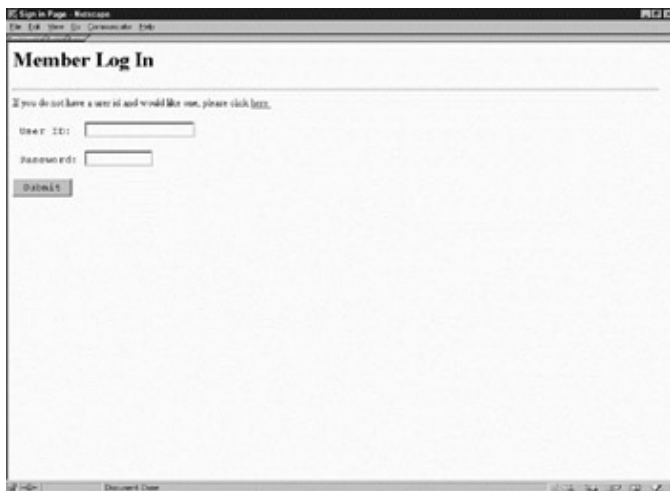 Sign in Page - Netscape
File Edit View Go Communicator Help
Member Log In
If you do not have a user id and would like one, please click here.
User ID:
Password:
Submit
Document: Done